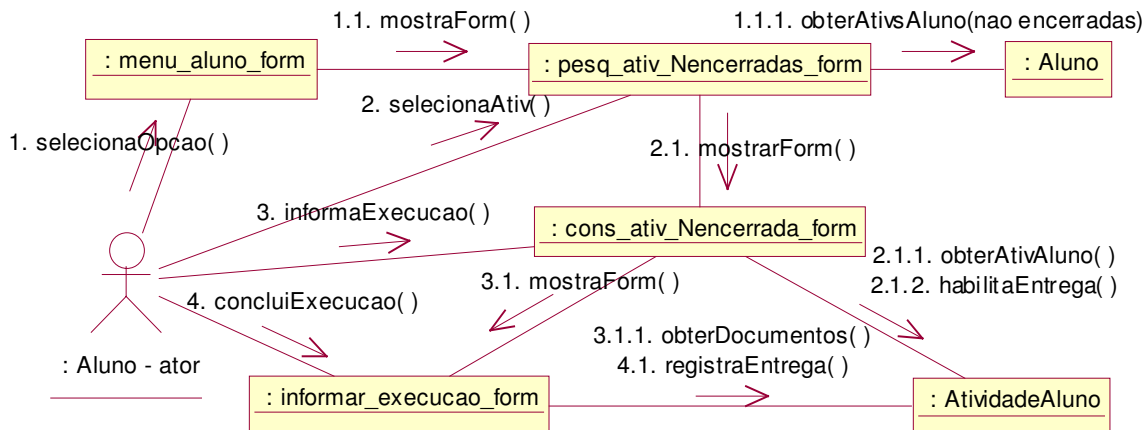 1.1. mostraForm( )
1.1.1. obterAtivsAluno(nao encerradas)
: menu_aluno_form
: pesq_ativ_Nencerradas_form
: Aluno
2. selecionaAtiv( )
1. selecionaOpcao( )
2.1. mostrarForm( )
3. informaExecucao( )
: cons_ativ_Nencerrada_form
2.1.1. obterAtivAluno( )
2.1.2. habilitaEntrega( )
3.1. mostraForm( )
4. concluiExecucao( )
3.1.1. obterDocumentos( )
4.1. registraEntrega( )
: Aluno - ator
: informar_execucao_form
: AtividadeAluno